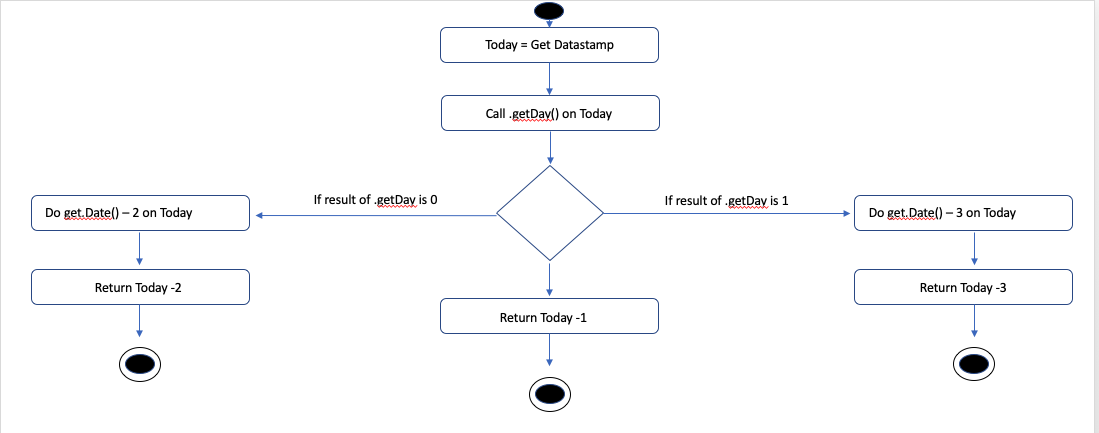 Today = Get Datastamp
Call .getDay() on Today
If result of .getDay is 0
If result of .getDay is 1
Do get.Date() – 2 on Today
Do get.Date() – 3 on Today
Return Today -2
Return Today -3
Return Today -1